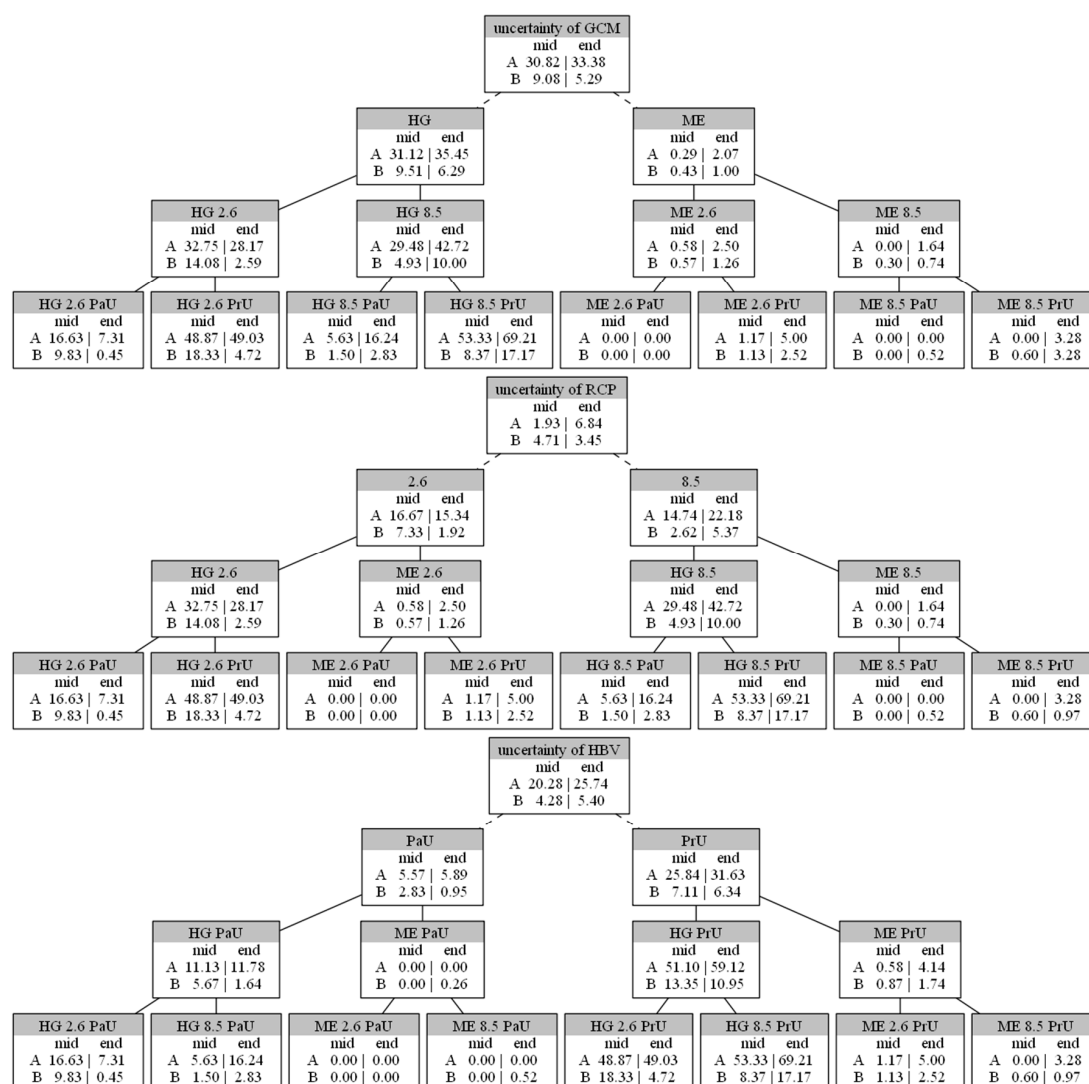 uncertainty of GCM
mid end
A 30.82 | 33.38
B 9.08 | 5.29
HG ME
mid end mid end
A 31.12 | 35.45 A 0.29 | 2.07
B 9.51 | 6.29 B 0.43 | 1.00
HG 2.6 HG 8.5 ME 2.6 ME 8.5
mid end mid end mid end mid end
A 32.75 | 28.17 A 29.48 | 42.72 A 0.58 | 2.50 A 0.00 | 1.64
B 14.08 | 2.59 B 4.93 | 10.00 B 0.57 | 1.26 B 0.30 | 0.74
HG 2.6 PaU HG 2.6 PrU HG 8.5 PaU HG 8.5 PrU ME 2.6 PaU ME 2.6 PrU ME 8.5 PaU ME 8.5 PrU
mid end mid end mid end mid end mid end mid end mid end mid end
A 16.63 | 7.31 A 48.87 | 49.03 A 5.63 | 16.24 A 53.33 | 69.21 A 0.00 | 0.00 A 1.17 | 5.00 A 0.00 | 0.00 A 0.00 | 3.28
B 9.83 | 0.45 B 18.33 | 4.72 B 1.50 | 2.83 B 8.37 | 17.17 B 0.00 | 0.00 B 1.13 | 2.52 B 0.00 | 0.52 B 0.60 | 3.28
uncertainty of RCP
mid end
A 1.93 | 6.84
B 4.71 | 3.45
2.6 8.5
mid end mid end
A 16.67 | 15.34 A 14.74 | 22.18
B 7.33 | 1.92 B 2.62 | 5.37
HG 2.6 ME 2.6 HG 8.5 ME 8.5
mid end mid end mid end mid end
A 32.75 | 28.17 A 0.58 | 2.50 A 29.48 | 42.72 A 0.00 | 1.64
B 14.08 | 2.59 B 0.57 | 1.26 B 4.93 | 10.00 B 0.30 | 0.74
HG 2.6 PaU HG 2.6 PrU ME 2.6 PaU ME 2.6 PrU HG 8.5 PaU HG 8.5 PrU ME 8.5 PaU ME 8.5 PrU
mid end mid end mid end mid end mid end mid end mid end mid end
A 16.63 | 7.31 A 48.87 | 49.03 A 0.00 | 0.00 A 1.17 | 5.00 A 5.63 | 16.24 A 53.33 | 69.21 A 0.00 | 0.00 A 0.00 | 3.28
B 9.83 | 0.45 B 18.33 | 4.72 B 0.00 | 0.00 B 1.13 | 2.52 B 1.50 | 2.83 B 8.37 | 17.17 B 0.00 | 0.52 B 0.60 | 0.97
uncertainty of HBV
mid end
A 20.28 | 25.74
B 4.28 | 5.40
PaU PrU
mid end mid end
A 5.57 | 5.89 A 25.84 | 31.63
B 2.83 | 0.95 B 7.11 | 6.34
HG PaU ME PaU HG PrU ME PrU
mid end mid end mid end mid end
A 11.13 | 11.78 A 0.00 | 0.00 A 51.10 | 59.12 A 0.58 | 4.14
B 5.67 | 1.64 B 0.00 | 0.26 B 13.35 | 10.95 B 0.87 | 1.74
HG 2.6 PaU HG 8.5 PaU ME 2.6 PaU ME 8.5 PaU HG 2.6 PrU HG 8.5 PrU ME 2.6 PrU ME 8.5 PrU
mid end mid end mid end mid end mid end mid end mid end mid end
A 16.63 | 7.31 A 5.63 | 16.24 A 0.00 | 0.00 A 0.00 | 0.00 A 48.87 | 49.03 A 53.33 | 69.21 A 1.17 | 5.00 A 0.00 | 3.28
B 9.83 | 0.45 B 1.50 | 2.83 B 0.00 | 0.00 B 0.00 | 0.52 B 18.33 | 4.72 B 8.37 | 17.17 B 1.13 | 2.52 B 0.60 | 0.97